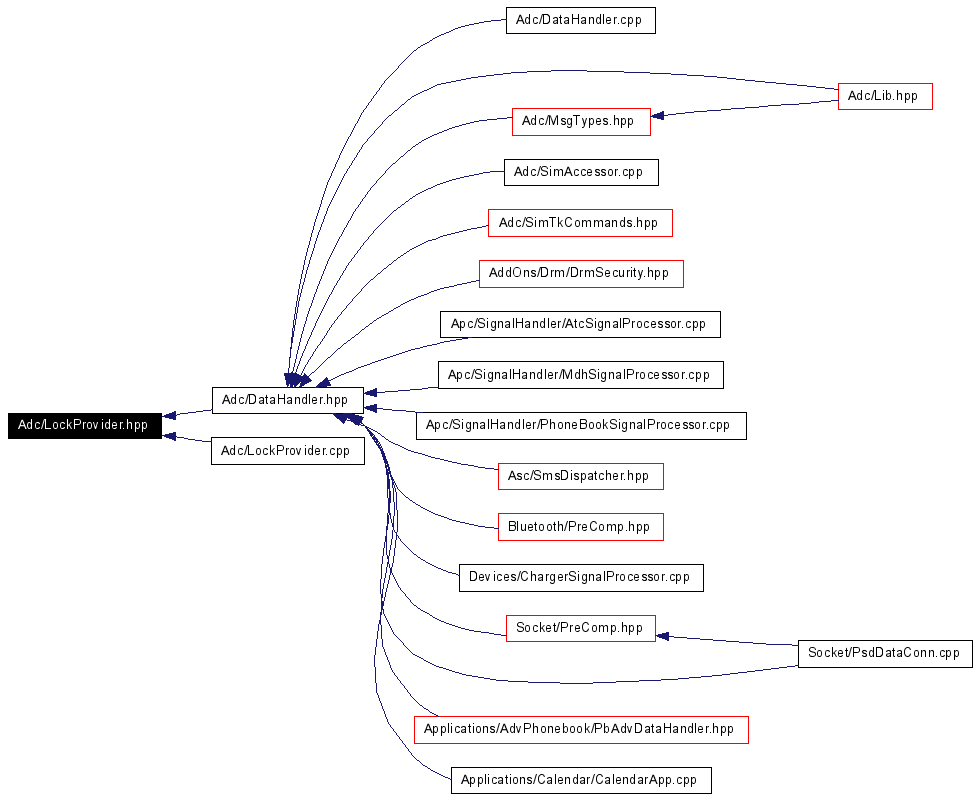 Adc/DataHandler.cpp
Adc/Lib.hpp
Adc/MsgTypes.hpp
Adc/SimAccessor.cpp
Adc/SimTkCommands.hpp
AddOns/Drm/DrmSecurity.hpp
Apc/SignalHandler/AtcSignalProcessor.cpp
Apc/SignalHandler/MdhSignalProcessor.cpp
Adc/DataHandler.hpp
Adc/LockProvider.hpp
Apc/SignalHandler/PhoneBookSignalProcessor.cpp
Adc/LockProvider.cpp
Asc/SmsDispatcher.hpp
Bluetooth/PreComp.hpp
Devices/ChargerSignalProcessor.cpp
Socket/PreComp.hpp
Socket/PsdDataConn.cpp
Applications/AdvPhonebook/PbAdvDataHandler.hpp
Applications/Calendar/CalendarApp.cpp